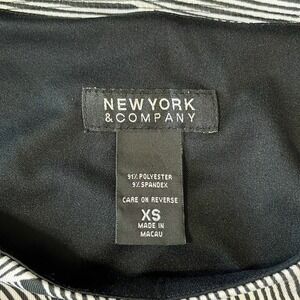 NEW YORK
& COMPANY
91% POLYESTER
9% SPANDEX
CARE ON REVERSE
XS
MADE IN
MACAU